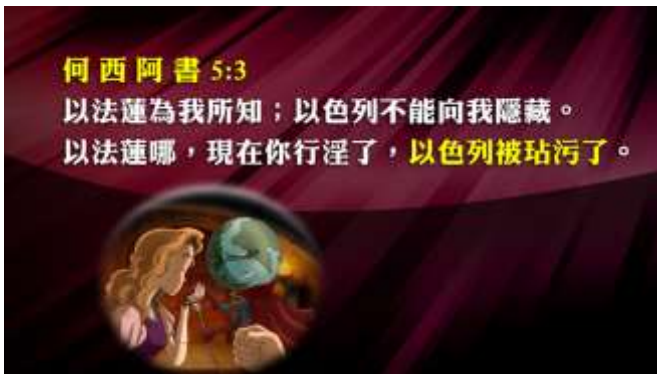 何西阿書 5:3
以法蓮為我所知；以色列不能向我隱藏。
以法蓮哪，現在你行淫了，以色列被玷污了。